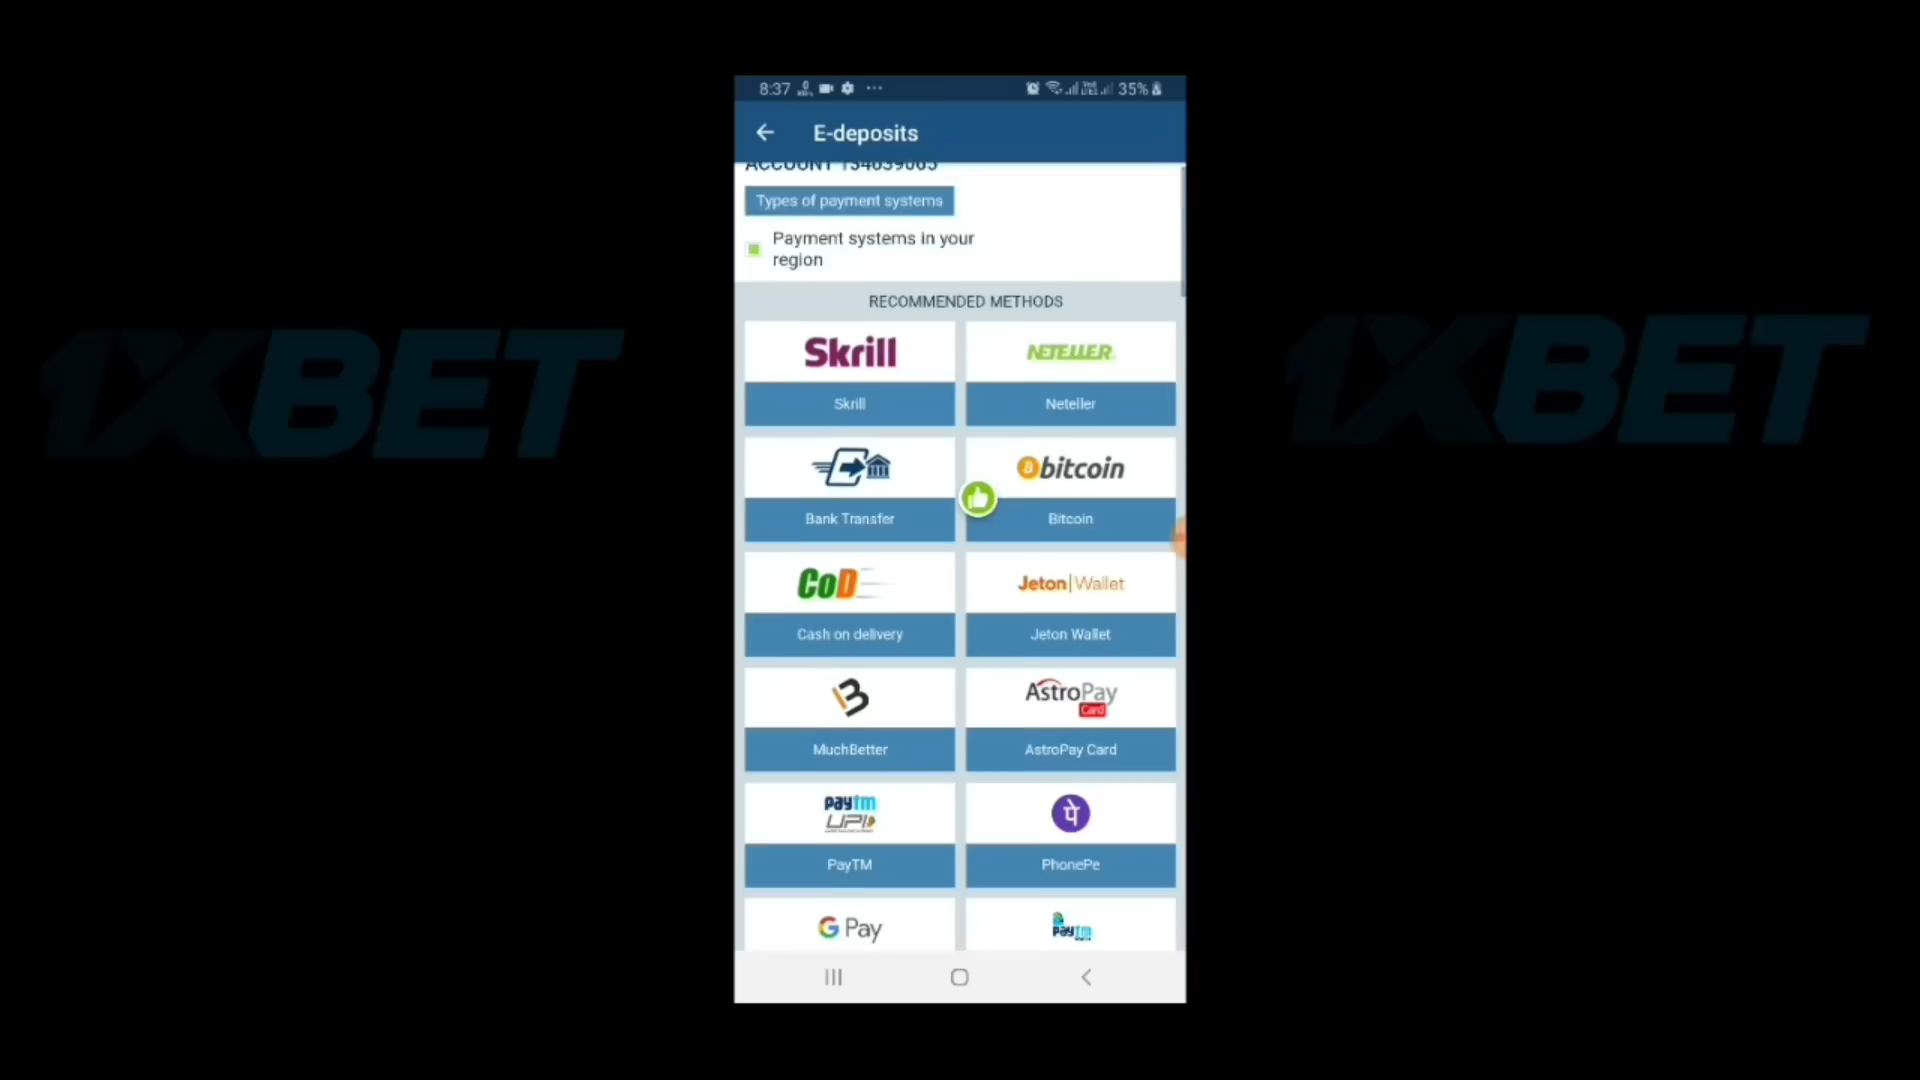 8:37 35%
E-deposits
Types of payment systems
Payment systems in your
region
RECOMMENDED METHODS
Skrill NETELLER
Skrill Neteller
bitcoin
Bank Transfer Bitcoin
CoD Jeton|Wallet
Cash on delivery Jeton Wallet
AstroPay
Card
MuchBetter AstroPay Card
paytm
UPI पे
PayTM PhonePe
G Pay paytm
1XBET 1XBET